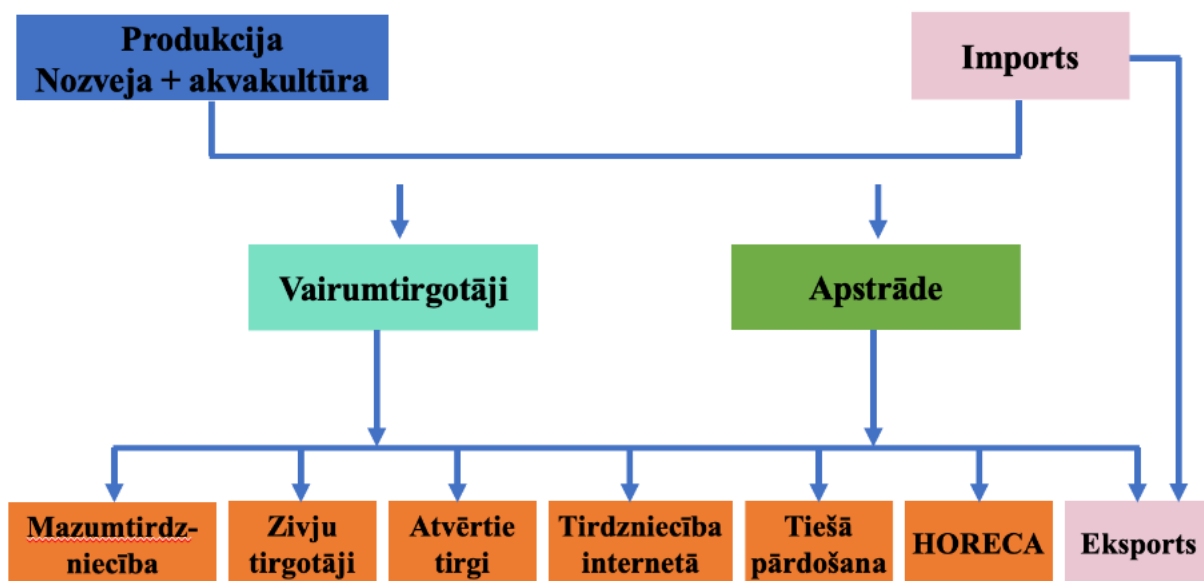 Produkcija
Nozveja + akvakultūra
Imports
Vairumtirgotāji
Apstrāde
Mazumtirdz-
niecība
Zivju
tirgotāji
Atvērtie
tirgi
Tirdzniecība
internetā
Tiešā
pārdošana
HORECA
Eksports